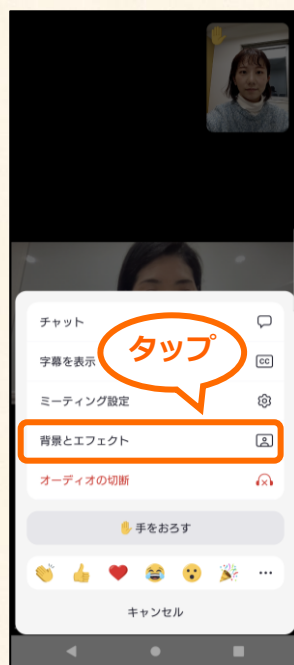 チャット
字幕を表示
CC
タップ
ミーティング設定
背景とエフェクト
オーディオの切断
手をおろす
キャンセル